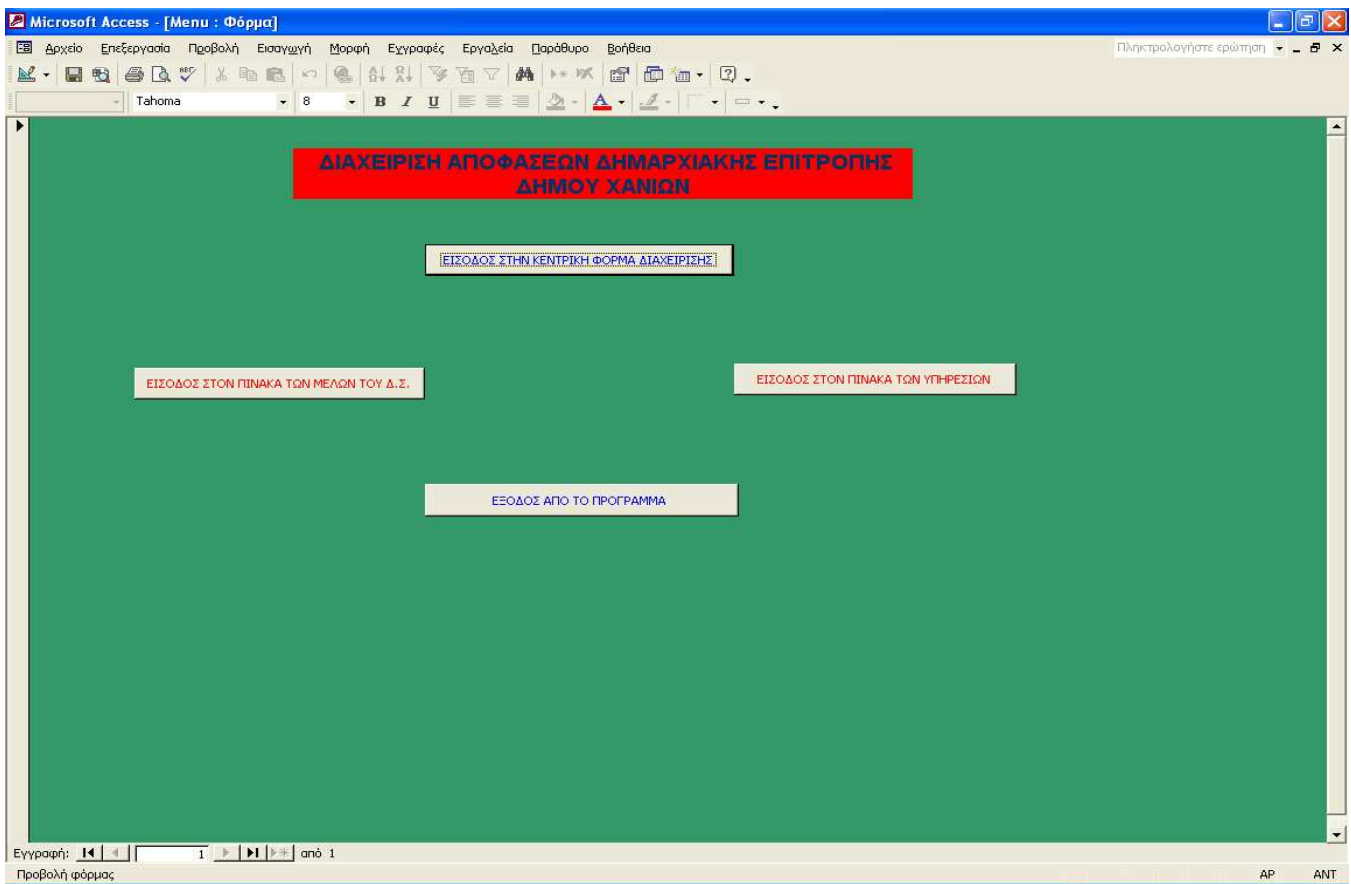 Microsoft Access - [Menu : Φόρμα]
Αρχείο Επεξεργασία Προβολή Εισαγωγή Μορφή Εγγραφές Εργαλεία Παράθυρο Βοήθεια Πληκτρολογήστε ερώτηση
Tahoma 8 B I U
ΔΙΑΧΕΙΡΙΣΗ ΑΠΟΦΑΣΕΩΝ ΔΗΜΑΡΧΙΑΚΗΣ ΕΠΙΤΡΟΠΗΣ
ΔΗΜΟΥ ΧΑΝΙΩΝ
ΕΙΣΟΔΟΣ ΣΤΗΝ ΚΕΝΤΡΙΚΗ ΦΟΡΜΑ ΔΙΑΧΕΙΡΙΣΗΣ
ΕΙΣΟΔΟΣ ΣΤΟΝ ΠΙΝΑΚΑ ΤΩΝ ΜΕΛΩΝ ΤΟΥ Δ.Σ. ΕΙΣΟΔΟΣ ΣΤΟΝ ΠΙΝΑΚΑ ΤΩΝ ΥΠΗΡΕΣΙΩΝ
ΕΞΟΔΟΣ ΑΠΟ ΤΟ ΠΡΟΓΡΑΜΜΑ
Εγγραφή: 1 από 1
Προβολή φόρμας ΑΡ ΑΝΤ